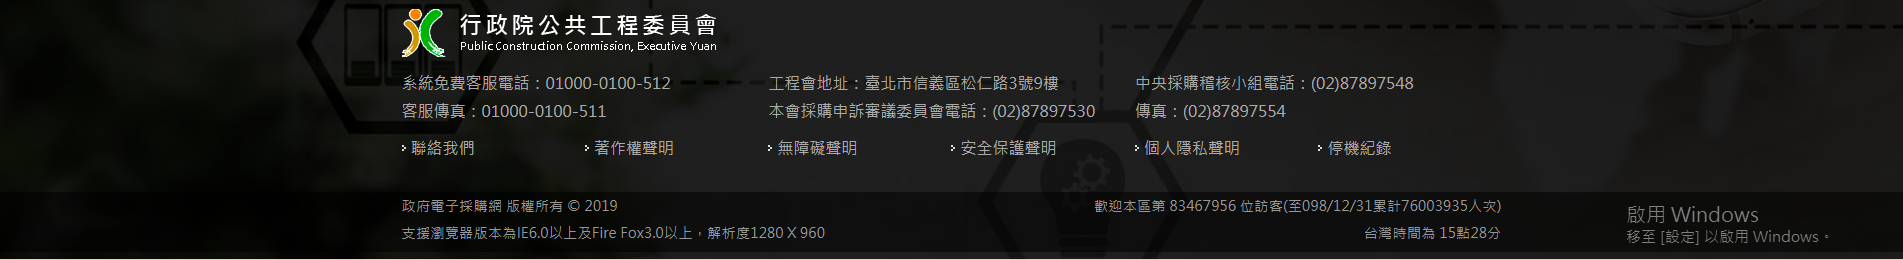 行政院公共工程委員會
Public Construction Commission, Executive Yuan
系統免費客服電話：01000-0100-512
工程會地址：臺北市信義區松仁路3號9樓
中央採購稽核小組電話：(02)87897548
客服傳真：01000-0100-511
本會採購申訴審議委員會電話：(02)87897530
傳真：(02)87897554
聯絡我們
著作權聲明
無障礙聲明
安全保護聲明
個人隱私聲明
停機紀錄
政府電子採購網 版權所有 © 2019
歡迎本區第 83467956 位訪客(至098/12/31累計76003935人次)
支援瀏覽器版本為IE6.0以上及Fire Fox3.0以上，解析度1280 X 960
台灣時間為 15點28分
啟用 Windows
移至 [設定] 以啟用 Windows。